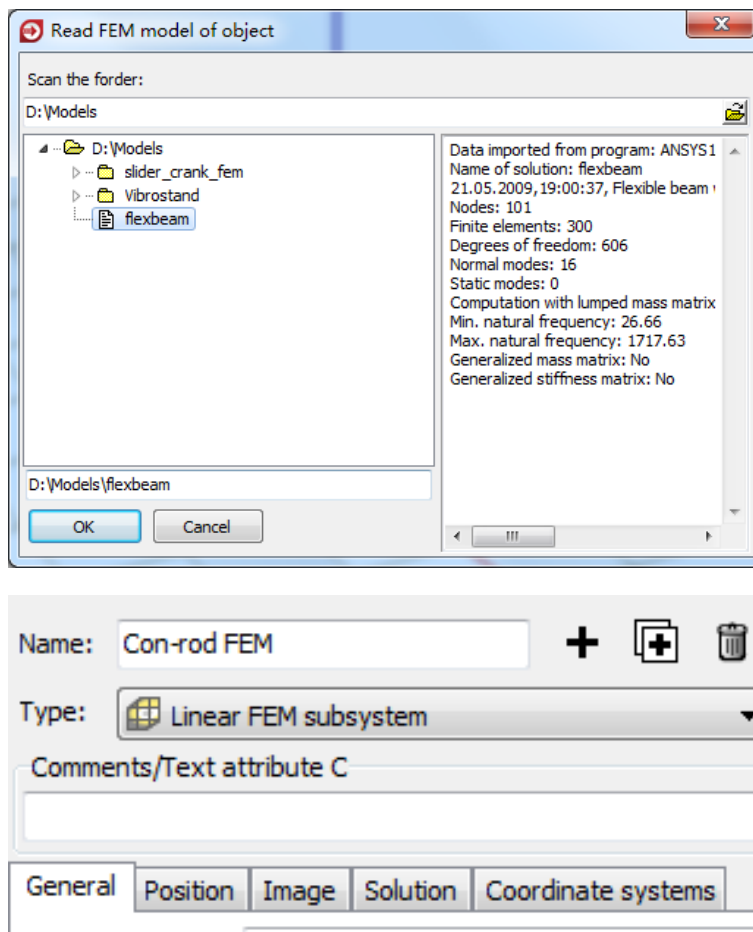 Read FEM model of object
Scan the forder:
D:\Models
D:\Models
slider_crank_fem
Vibrostand
flexbeam
Data imported from program: ANSYS1
Name of solution: flexbeam
21.05.2009,19:00:37, Flexible beam
Nodes: 101
Finite elements: 300
Degrees of freedom: 606
Normal modes: 16
Static modes: 0
Computation with lumped mass matrix
Min. natural frequency: 26.66
Max. natural frequency: 1717.63
Generalized mass matrix: No
Generalized stiffness matrix: No
D:\Models\flexbeam
OK Cancel
Name: Con-rod FEM
Type: Linear FEM subsystem
Comments/Text attribute C
General Position Image Solution Coordinate systems